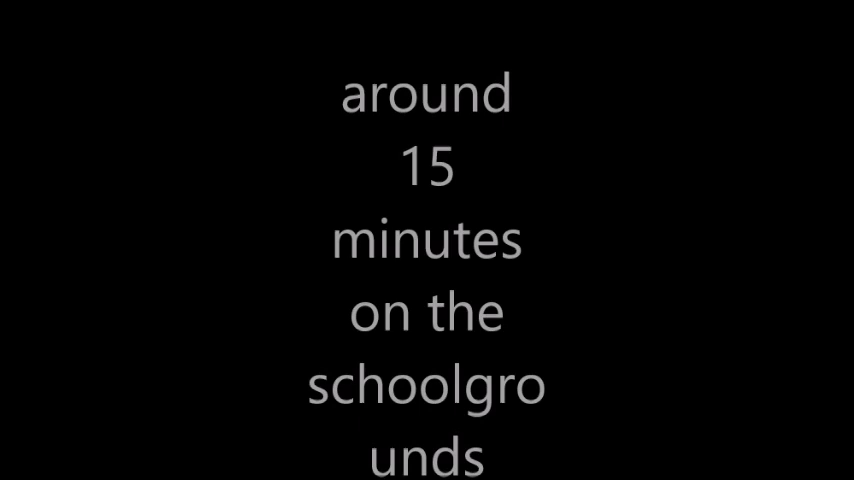 around
15
minutes
on the
schoolgro
unds